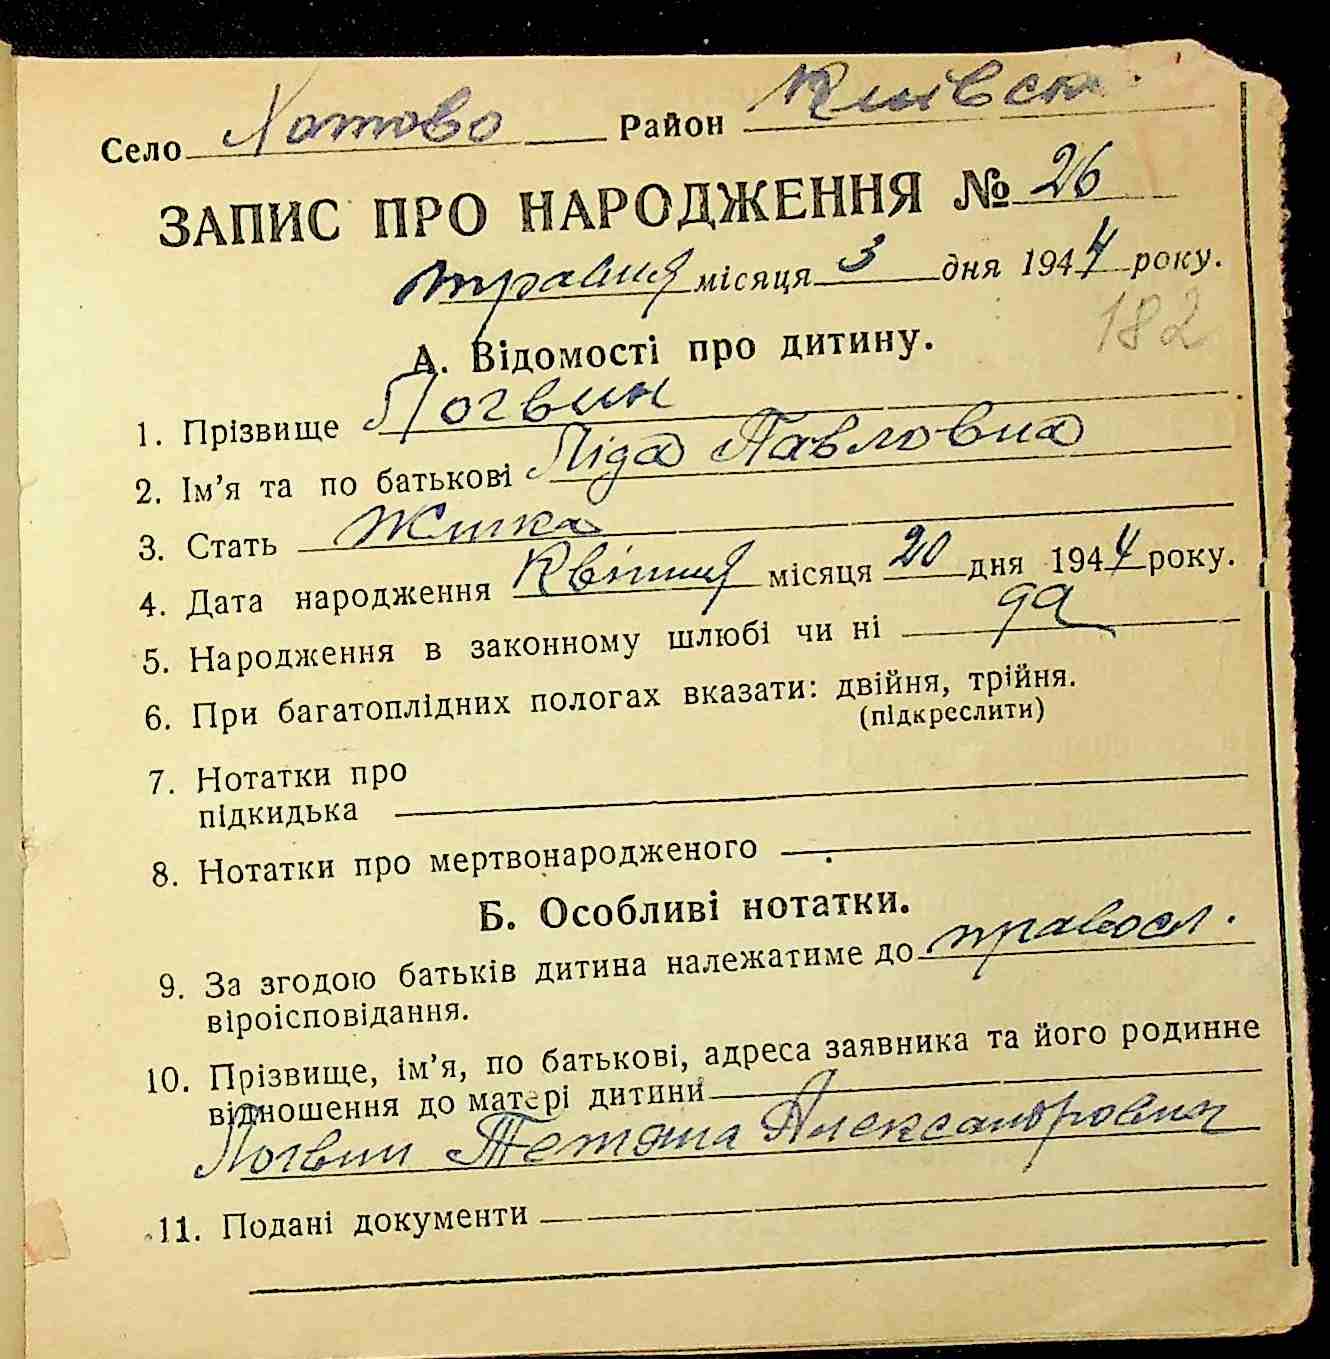 Село Хотово Район Київськ.
ЗАПИС ПРО НАРОДЖЕННЯ № 26
травня місяця 3 дня 1944 року.
182
А. Відомості про дитину.
1. Прізвище Логвин
2. Ім'я та по батькові Ліда Павловна
3. Стать Жінка
4. Дата народження Квітня місяця 20 дня 1944 року.
5. Народження в законному шлюбі чи ні да
6. При багатоплідних пологах вказати: двійня, трійня.
(підкреслити)
7. Нотатки про
підкидька
8. Нотатки про мертвонародженого
Б. Особливі нотатки.
9. За згодою батьків дитина належатиме до правосл.
віроісповідання.
10. Прізвище, ім'я, по батькові, адреса заявника та його родинне
відношення до матері дитини
Логвин Тетяна Александровна
11. Подані документи